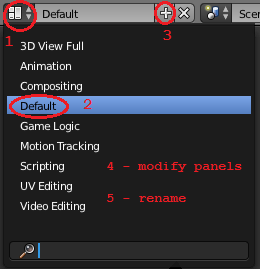 1 Default 3 Scen
3D View Full
Animation
Compositing
Default 2
Game Logic
Motion Tracking
Scripting 4 - modify panels
UV Editing
Video Editing 5 - rename